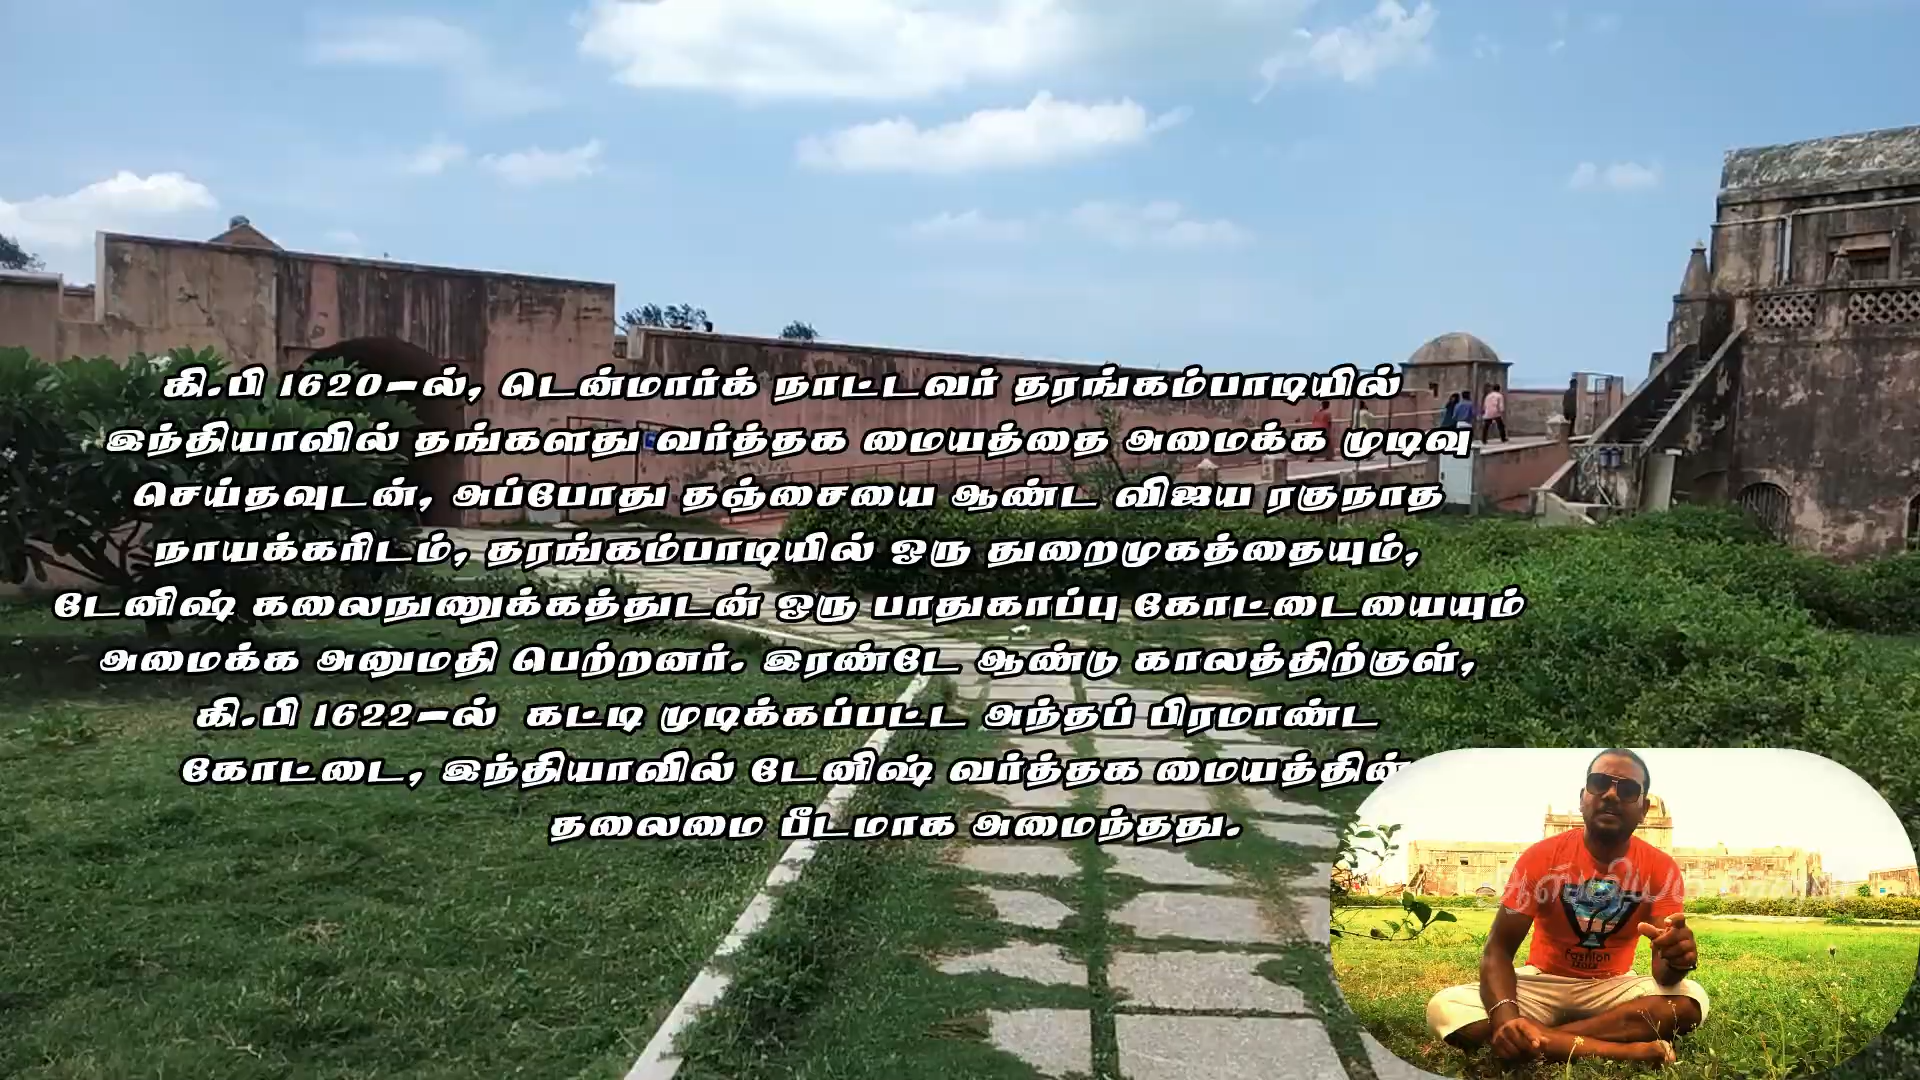 கி.பி 1620-ல், டென்மார்க் நாட்டவர் தரங்கம்பாடியில்
இந்தியாவில் தங்களது வர்த்தக மையத்தை அமைக்க முடிவு
செய்தவுடன், அப்போது தஞ்சையை ஆண்ட விஜய ரகுநாத
நாயக்கரிடம், தரங்கம்பாடியில் ஒரு துறைமுகத்தையும்,
டேனிஷ் கலைநுணுக்கத்துடன் ஒரு பாதுகாப்பு கோட்டையையும்
அமைக்க அனுமதி பெற்றனர். இரண்டே ஆண்டு காலத்திற்குள்,
கி.பி 1622-ல் கட்டி முடிக்கப்பட்ட அந்தப் பிரமாண்ட
கோட்டை, இந்தியாவில் டேனிஷ் வர்த்தக மையத்தின்
தலைமை பீடமாக அமைந்தது.
Fashion